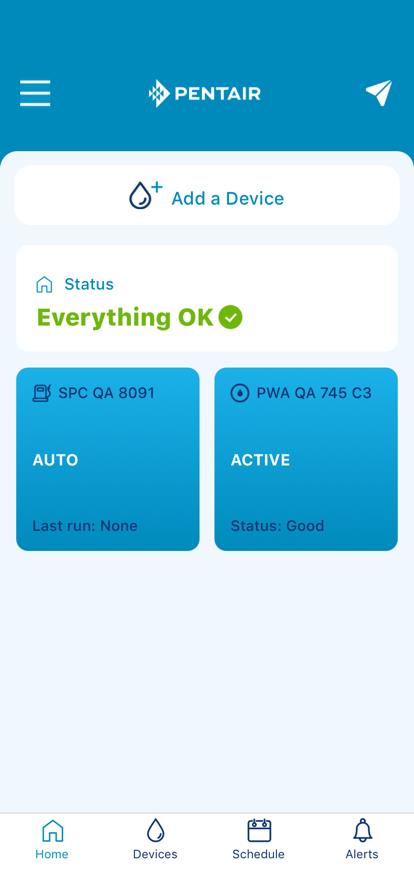 PENTAIR
Add a Device
Status
Everything OK
SPC QA 8091
AUTO
Last run: None
PWA QA 745 C3
ACTIVE
Status: Good
Home
Devices
Schedule
Alerts